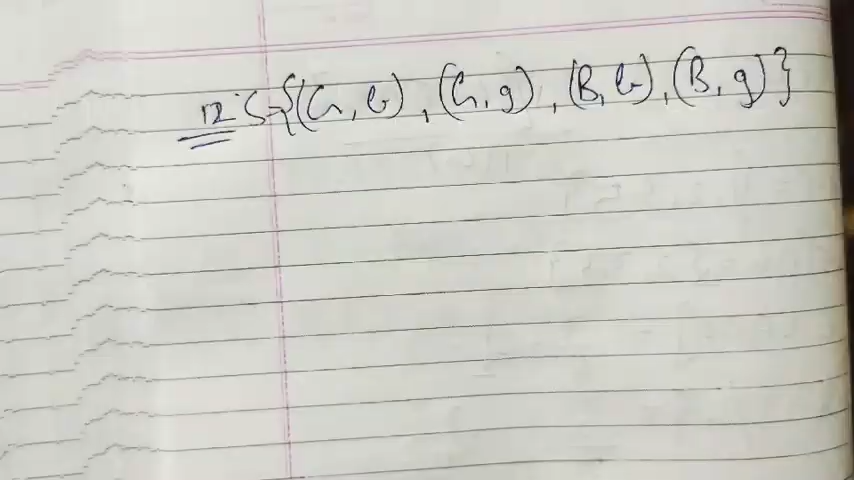 12 S={(G, b), (G, g), (B, b), (B, g)}